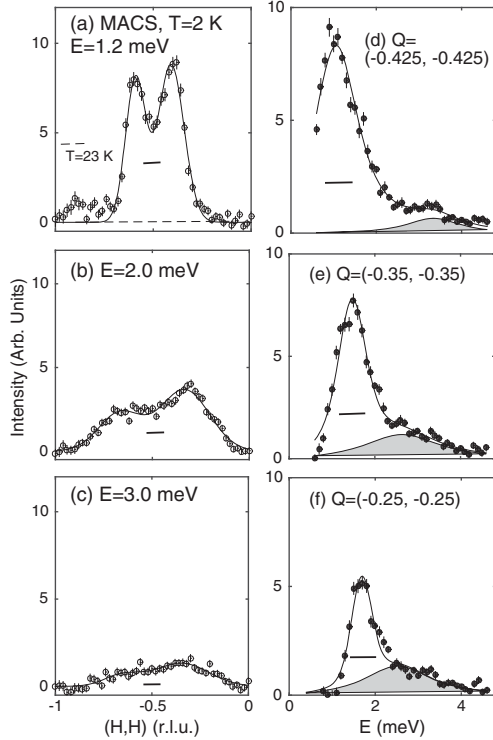 (a) MACS, T=2 K
E=1.2 meV
T=23 K
10
5
0
(b) E=2.0 meV
10
5
0
(c) E=3.0 meV
10
5
0
-1
-0.5
0
(H,H) (r.l.u.)
Intensity (Arb. Units)
(d) Q=
(-0.425, -0.425)
10
5
0
(e) Q=(-0.35, -0.35)
10
5
0
(f) Q=(-0.25, -0.25)
10
5
0
0
2
4
E (meV)